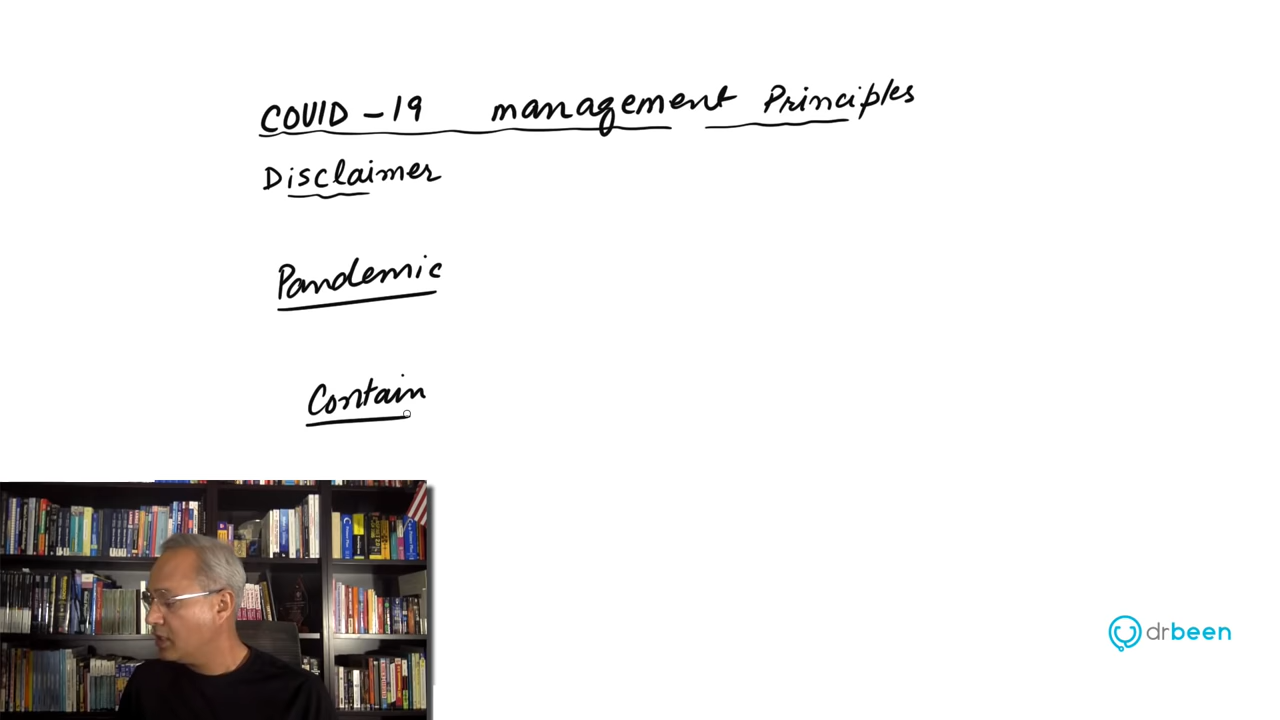 COVID-19 management Principles
Disclaimer
Pandemic
Contain
drbeen